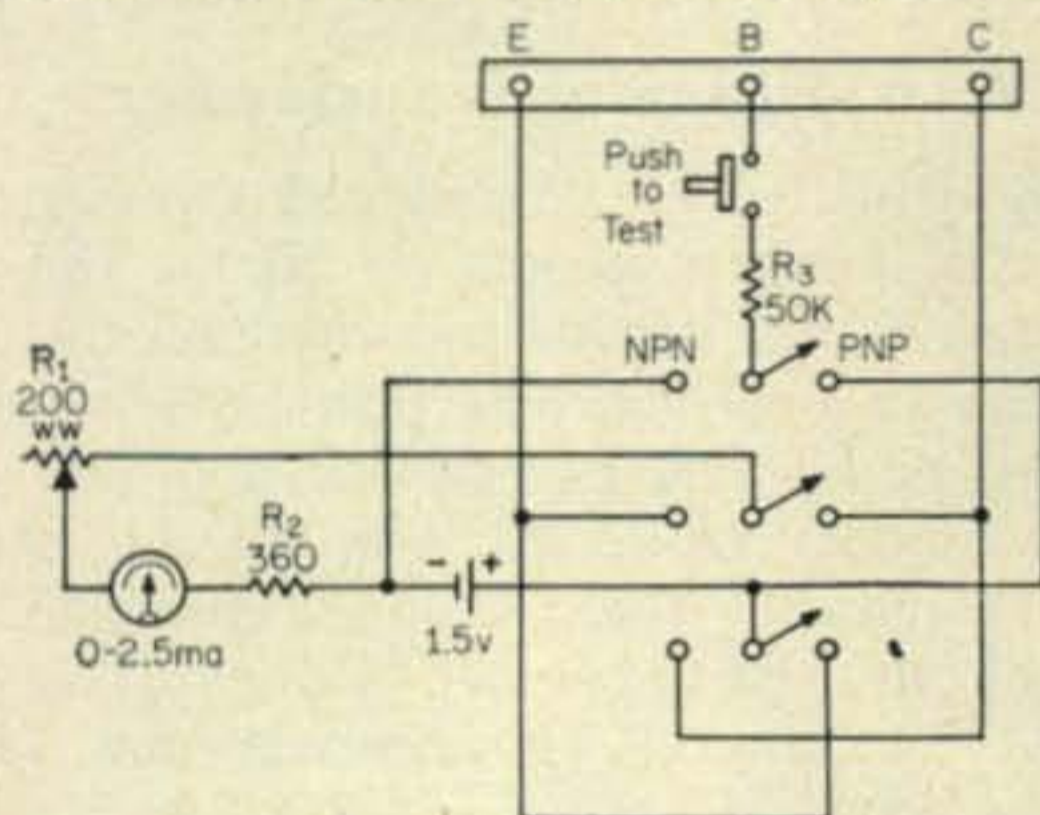 E B C
Push
to
Test
R3
50K
NPN PNP
R1
200
WW
R2
360
- +
0-2.5ma
1.5v